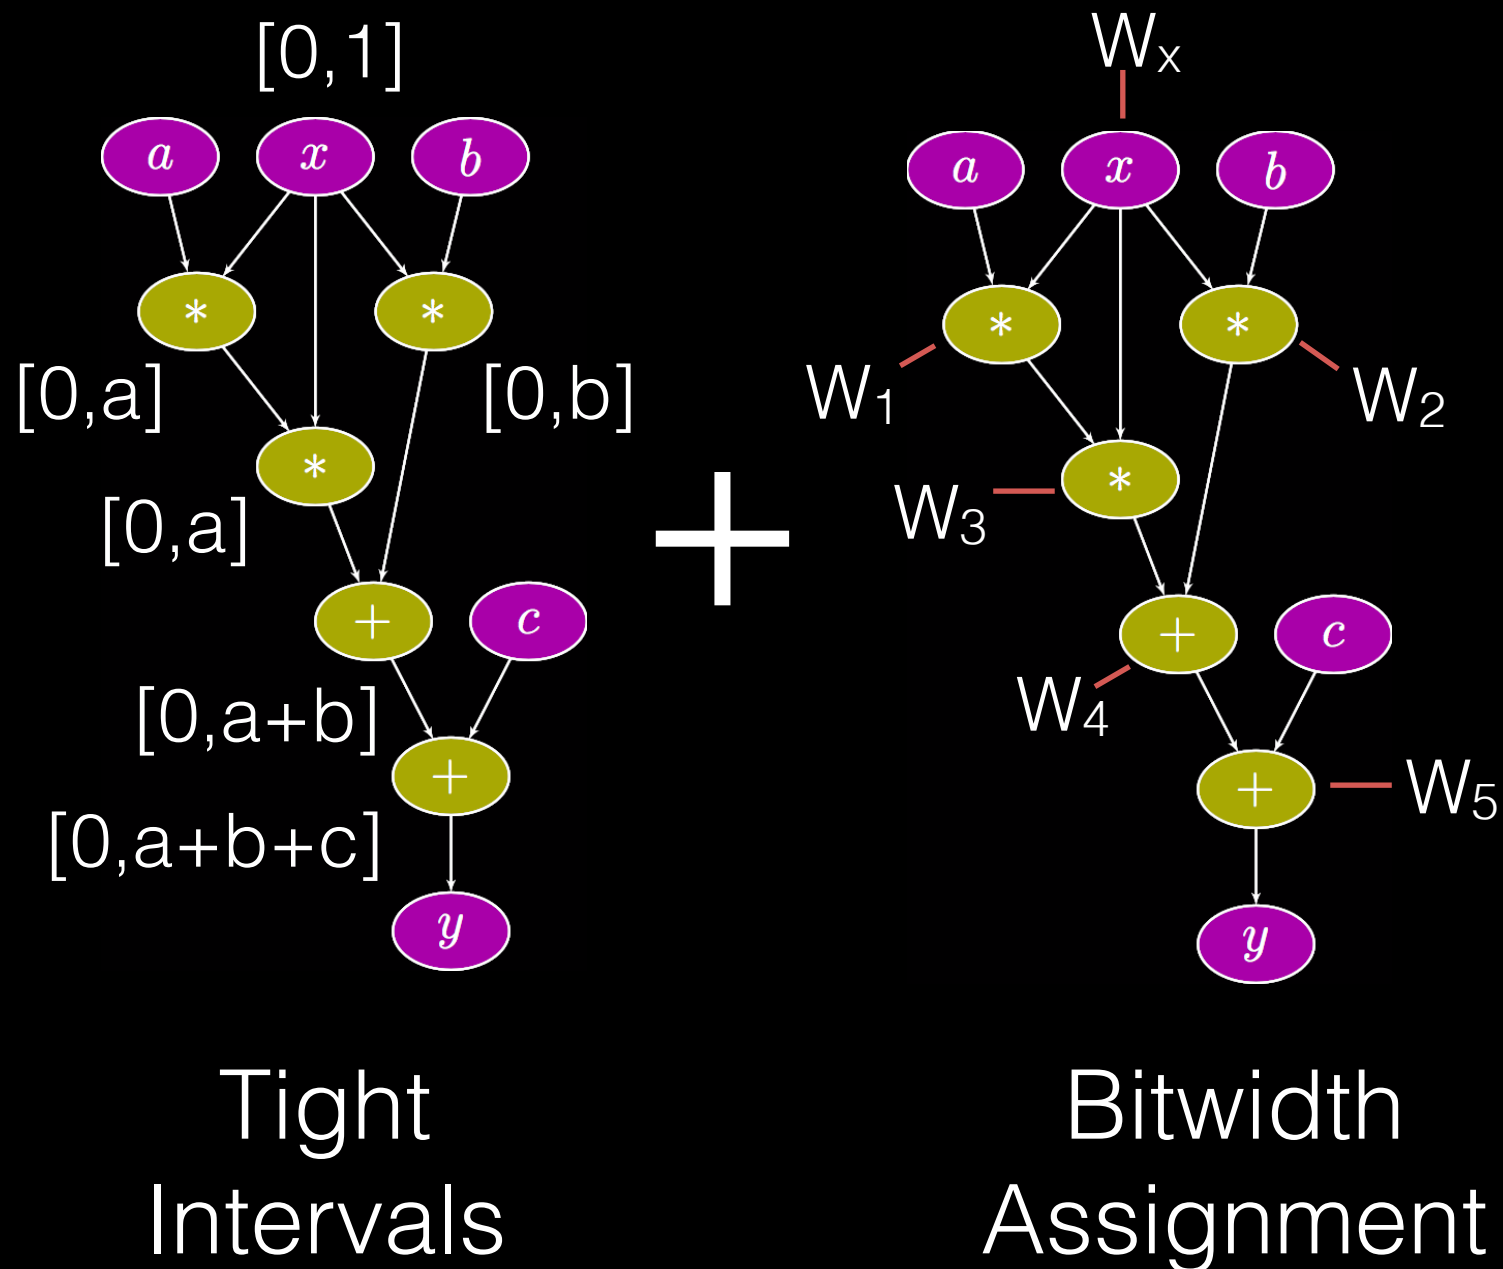 [0,1]
a x b
* *
[0,a] [0,b]
*
[0,a]
+ c
[0,a+b]
+
[0,a+b+c]
y
Tight
Intervals
+
Wₓ
a x b
* *
W₁ W₂
*
W₃
+ c
W₄
+ W₅
y
Bitwidth
Assignment